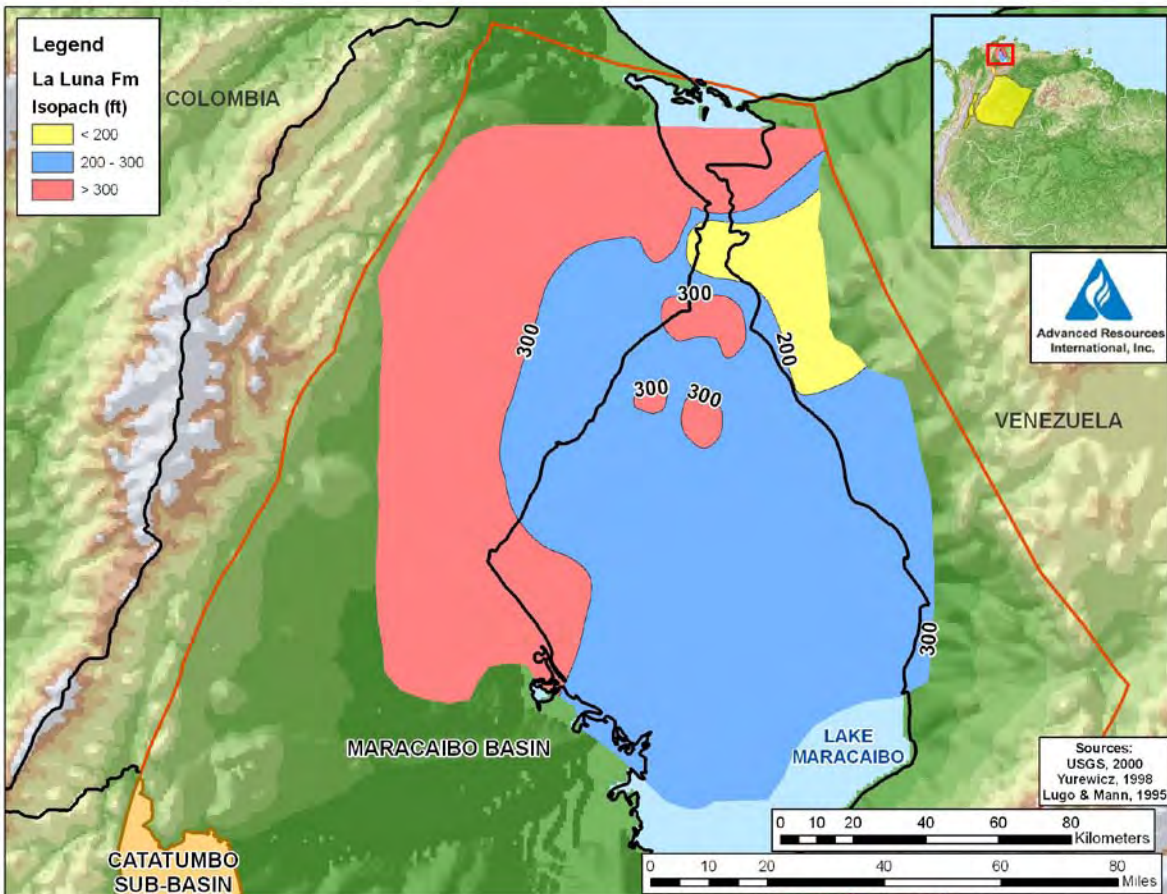 Legend
La Luna Fm
Isopach (ft)
< 200
200 - 300
> 300
COLOMBIA
Advanced Resources
International, Inc.
300
300
200
300
300
VENEZUELA
300
MARACAIBO BASIN
LAKE
MARACAIBO
Sources:
USGS, 2000
Yurewicz, 1998
Lugo & Mann, 1995
CATATUMBO
SUB-BASIN
0 10 20 40 60 80
Kilometers
0 10 20 40 60 80
Miles